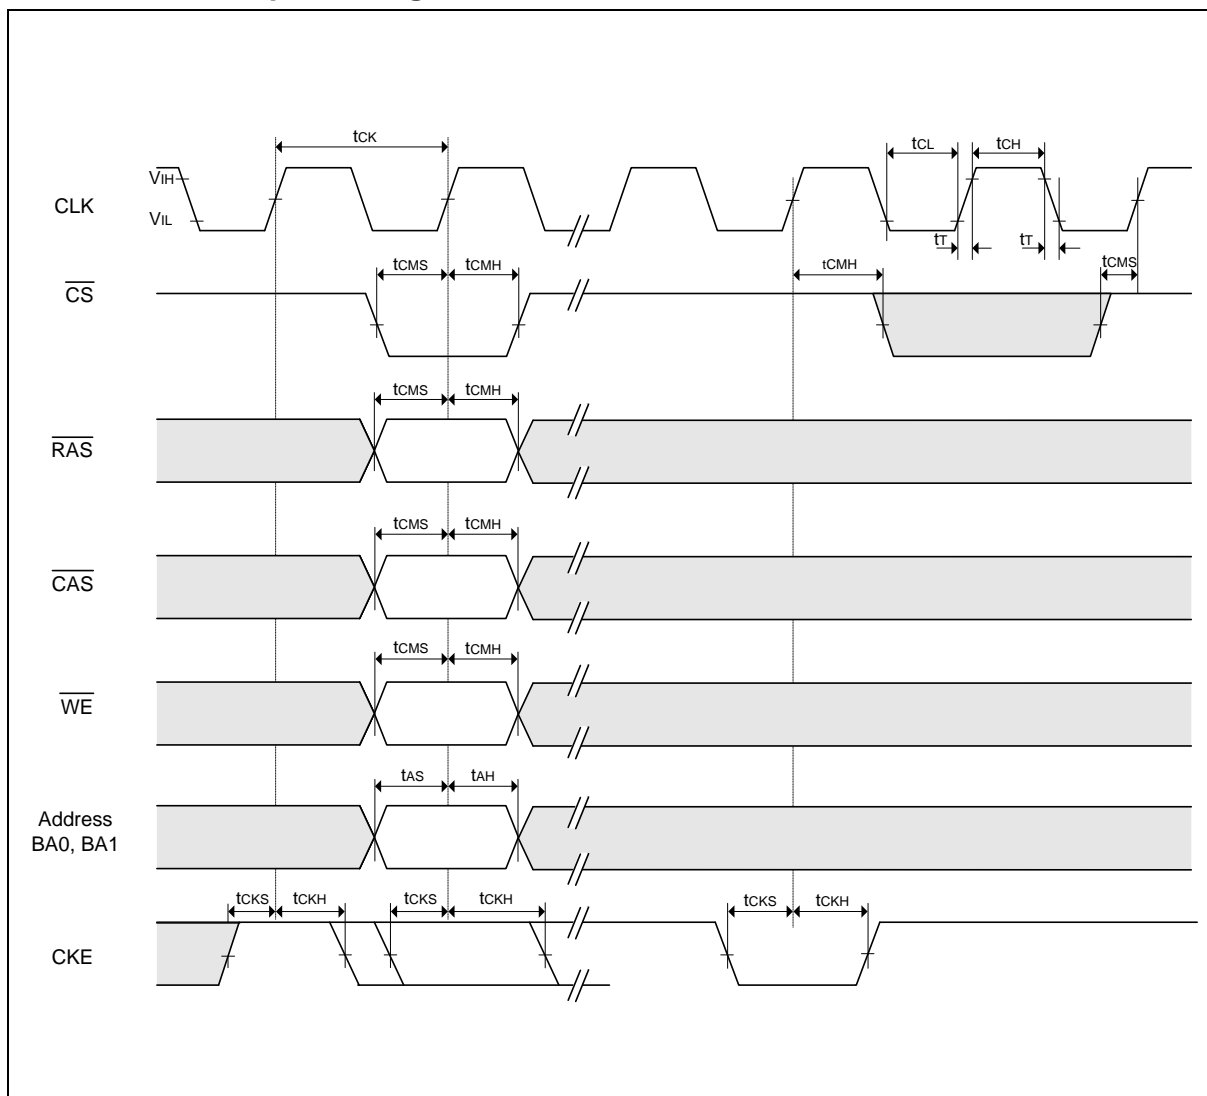 tCK
tCL
tCH
VIH
VIL
CLK
tT
tT
tCMS
tCMH
tCMH
tCMS
CS
tCMS
tCMH
RAS
tCMS
tCMH
CAS
tCMS
tCMH
WE
tAS
tAH
Address
BA0, BA1
tCKS
tCKH
tCKS
tCKH
tCKS
tCKH
CKE